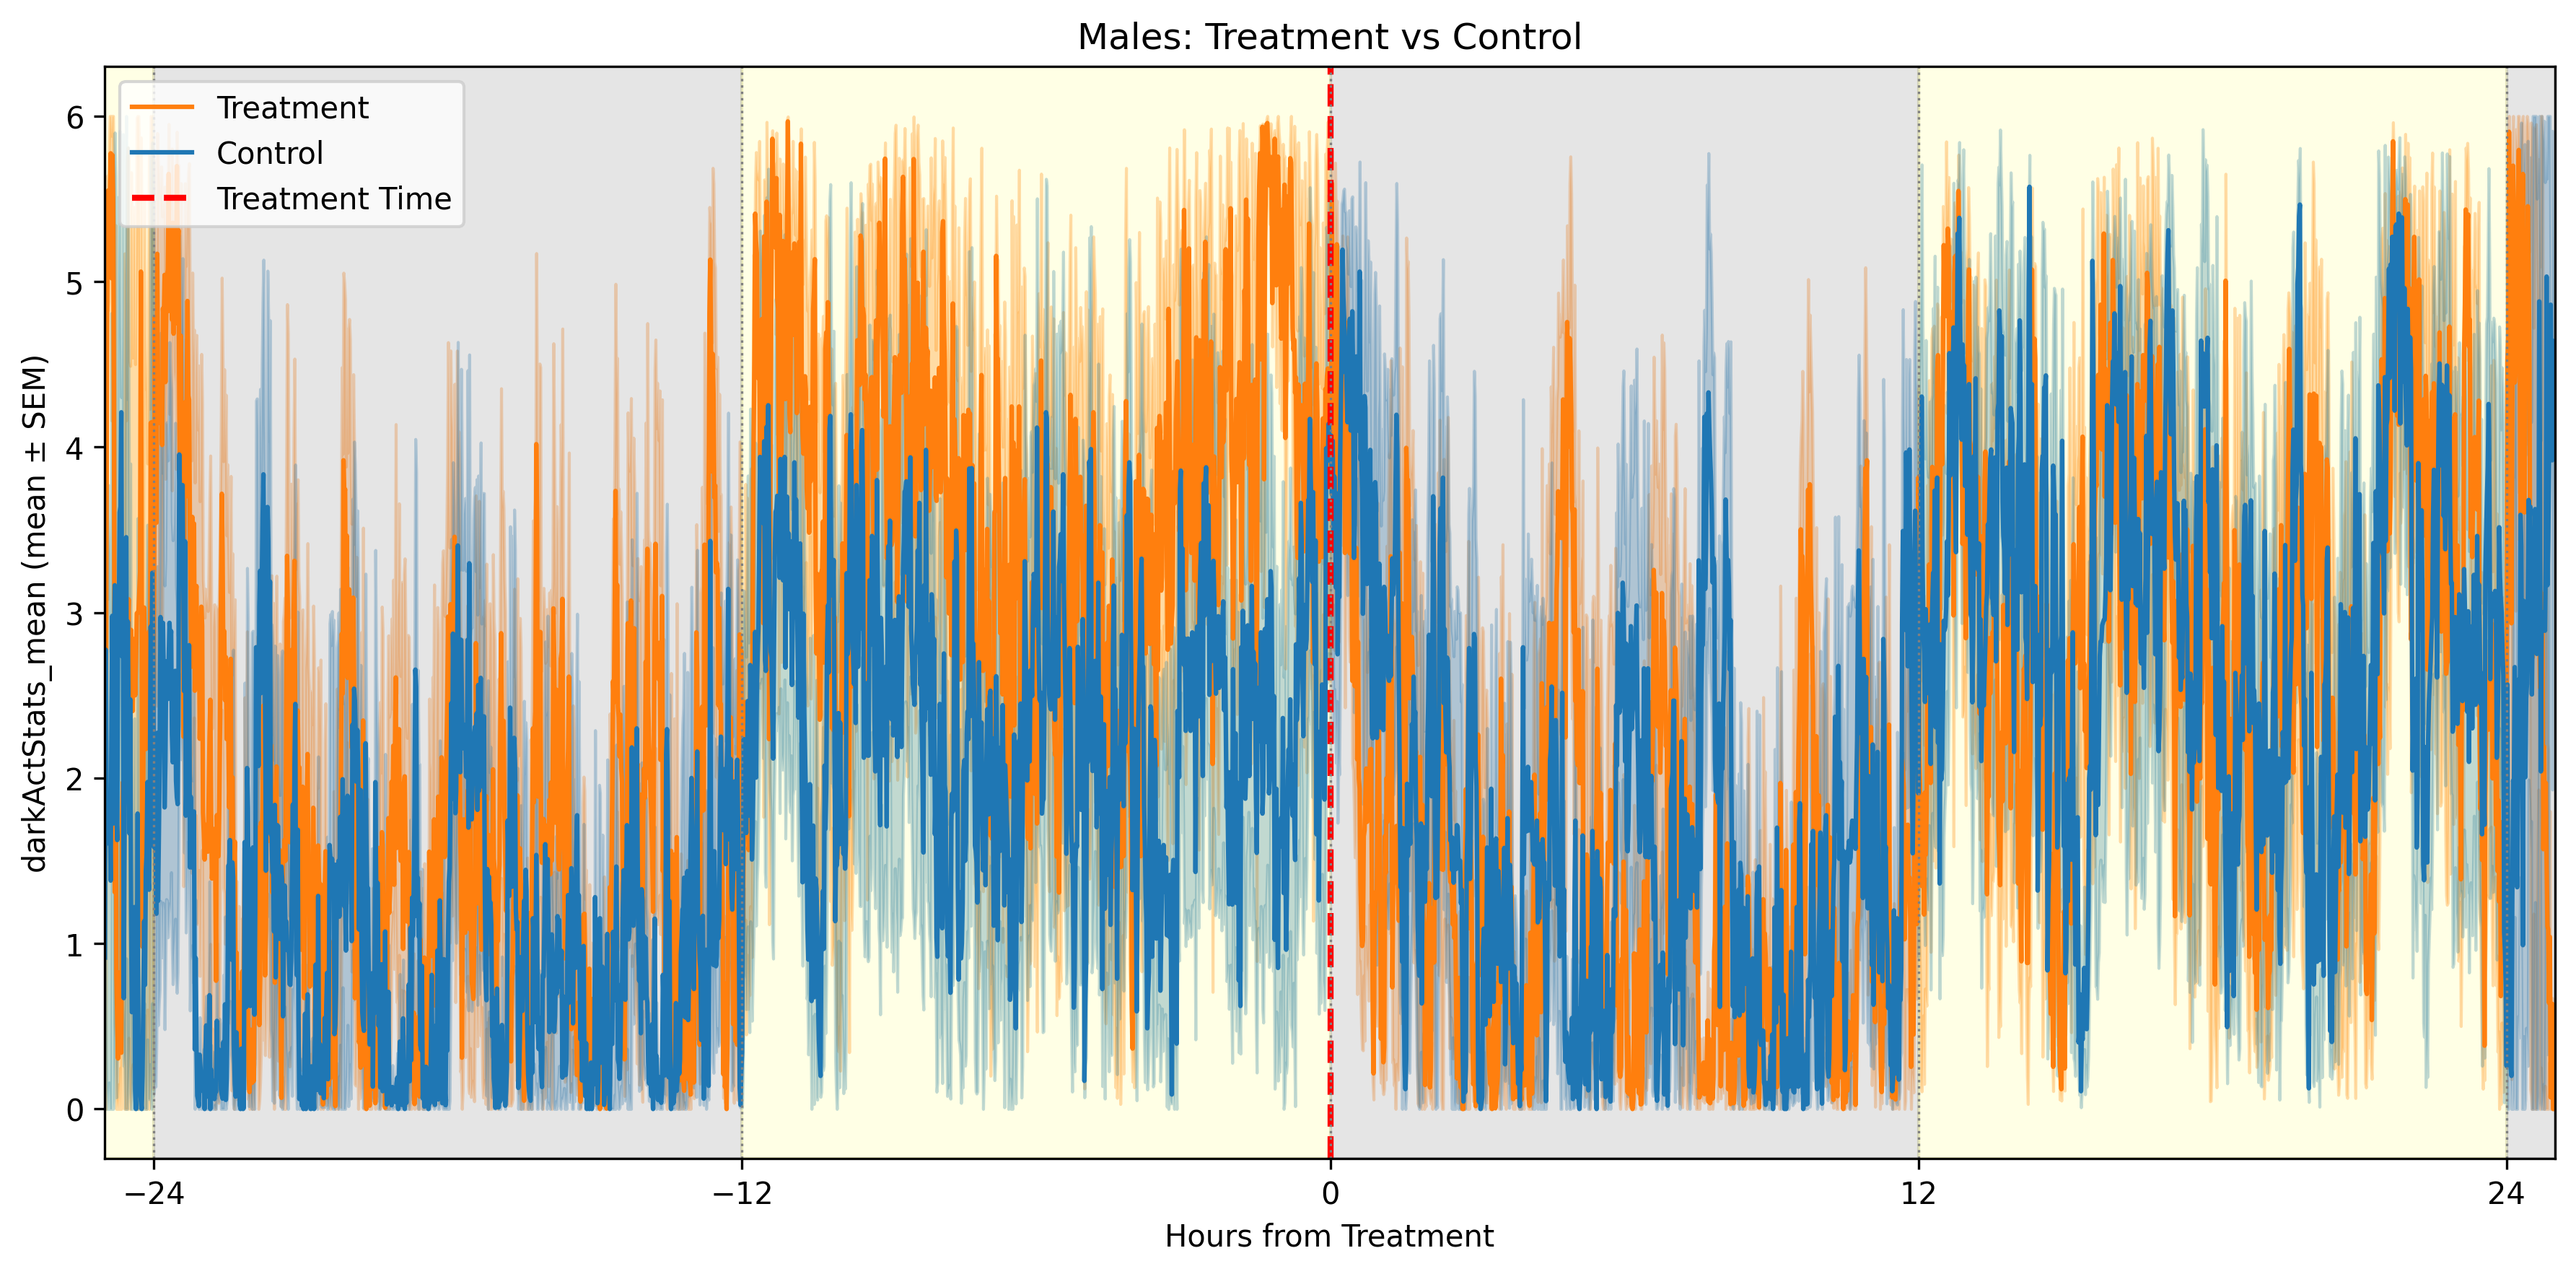 Males: Treatment vs Control
Treatment
Control
Treatment Time
darkActStats_mean (mean ± SEM)
6
5
4
3
2
1
0
−24
−12
0
12
24
Hours from Treatment